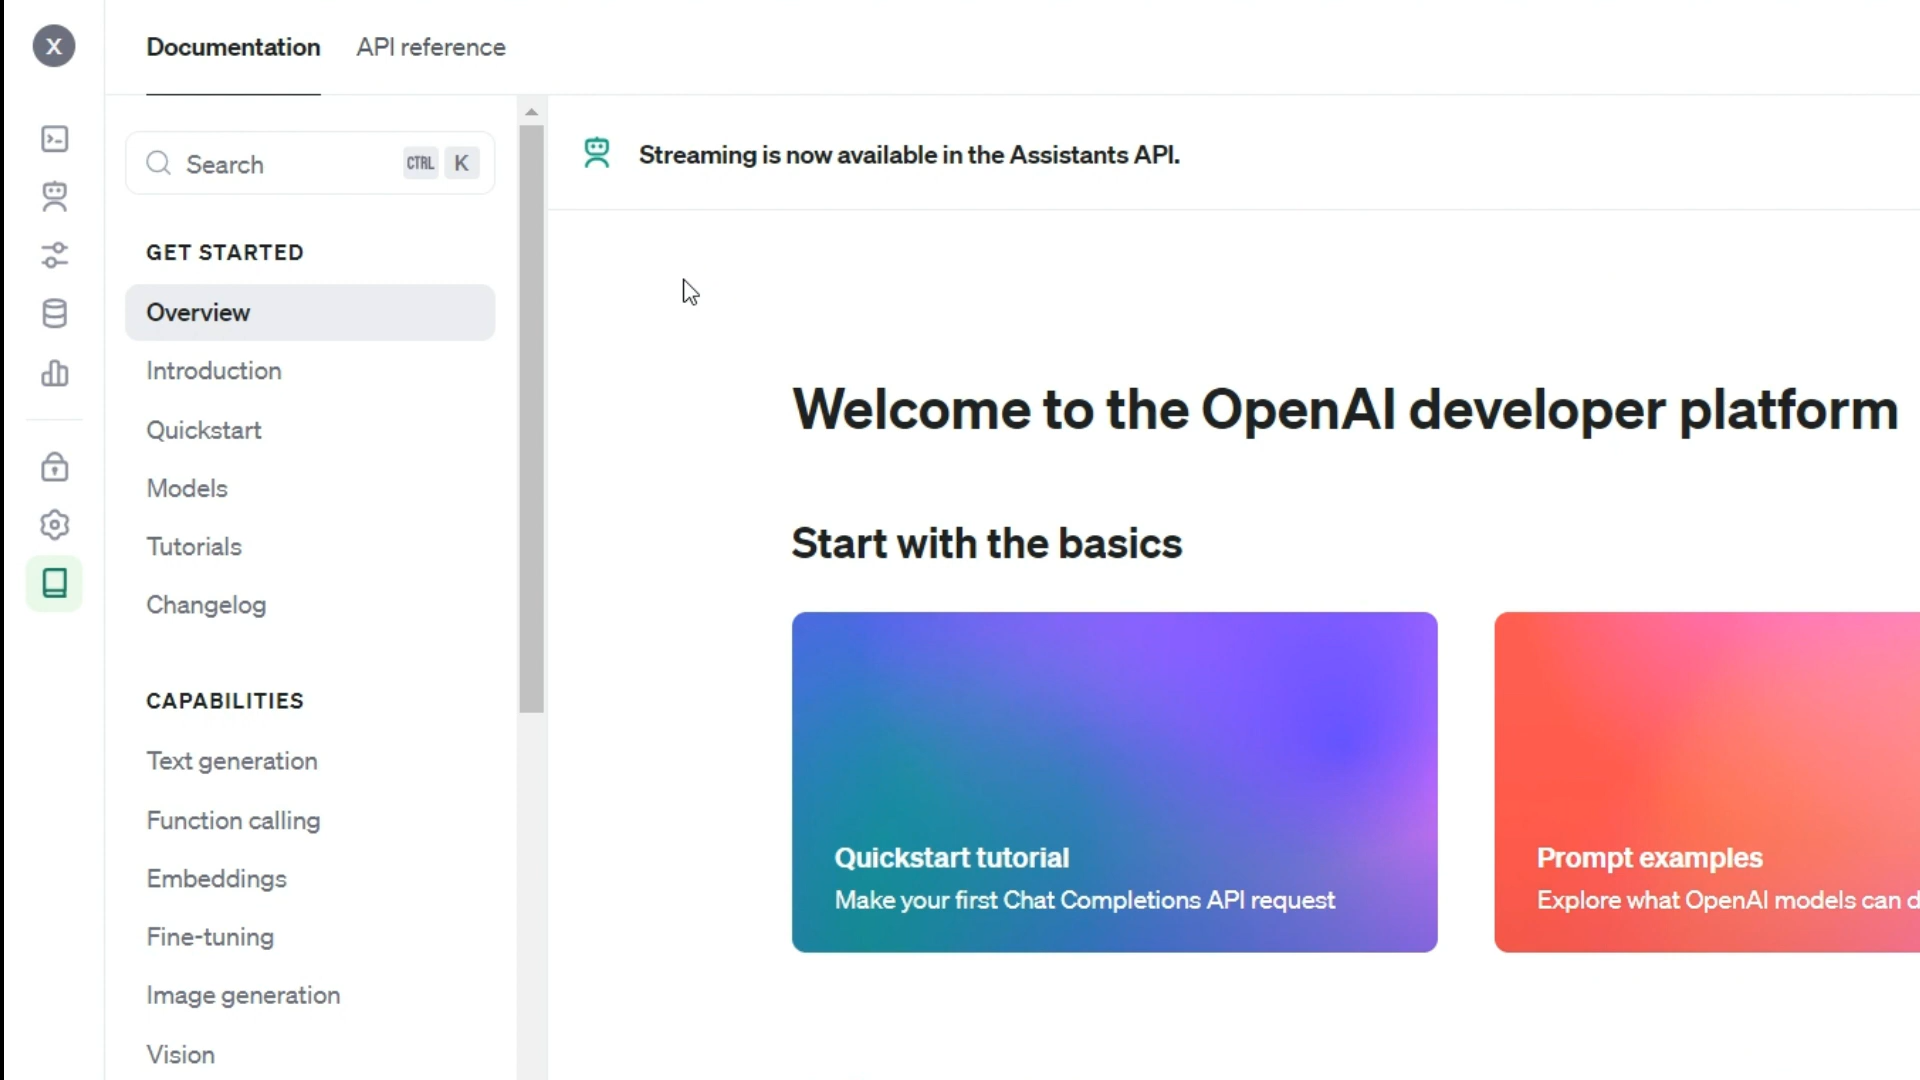 X
Documentation
API reference
Search
CTRL K
GET STARTED
Overview
Introduction
Quickstart
Models
Tutorials
Changelog
CAPABILITIES
Text generation
Function calling
Embeddings
Fine-tuning
Image generation
Vision
Streaming is now available in the Assistants API.
Welcome to the OpenAI developer platform
Start with the basics
Quickstart tutorial
Make your first Chat Completions API request
Prompt examples
Explore what OpenAI models can d